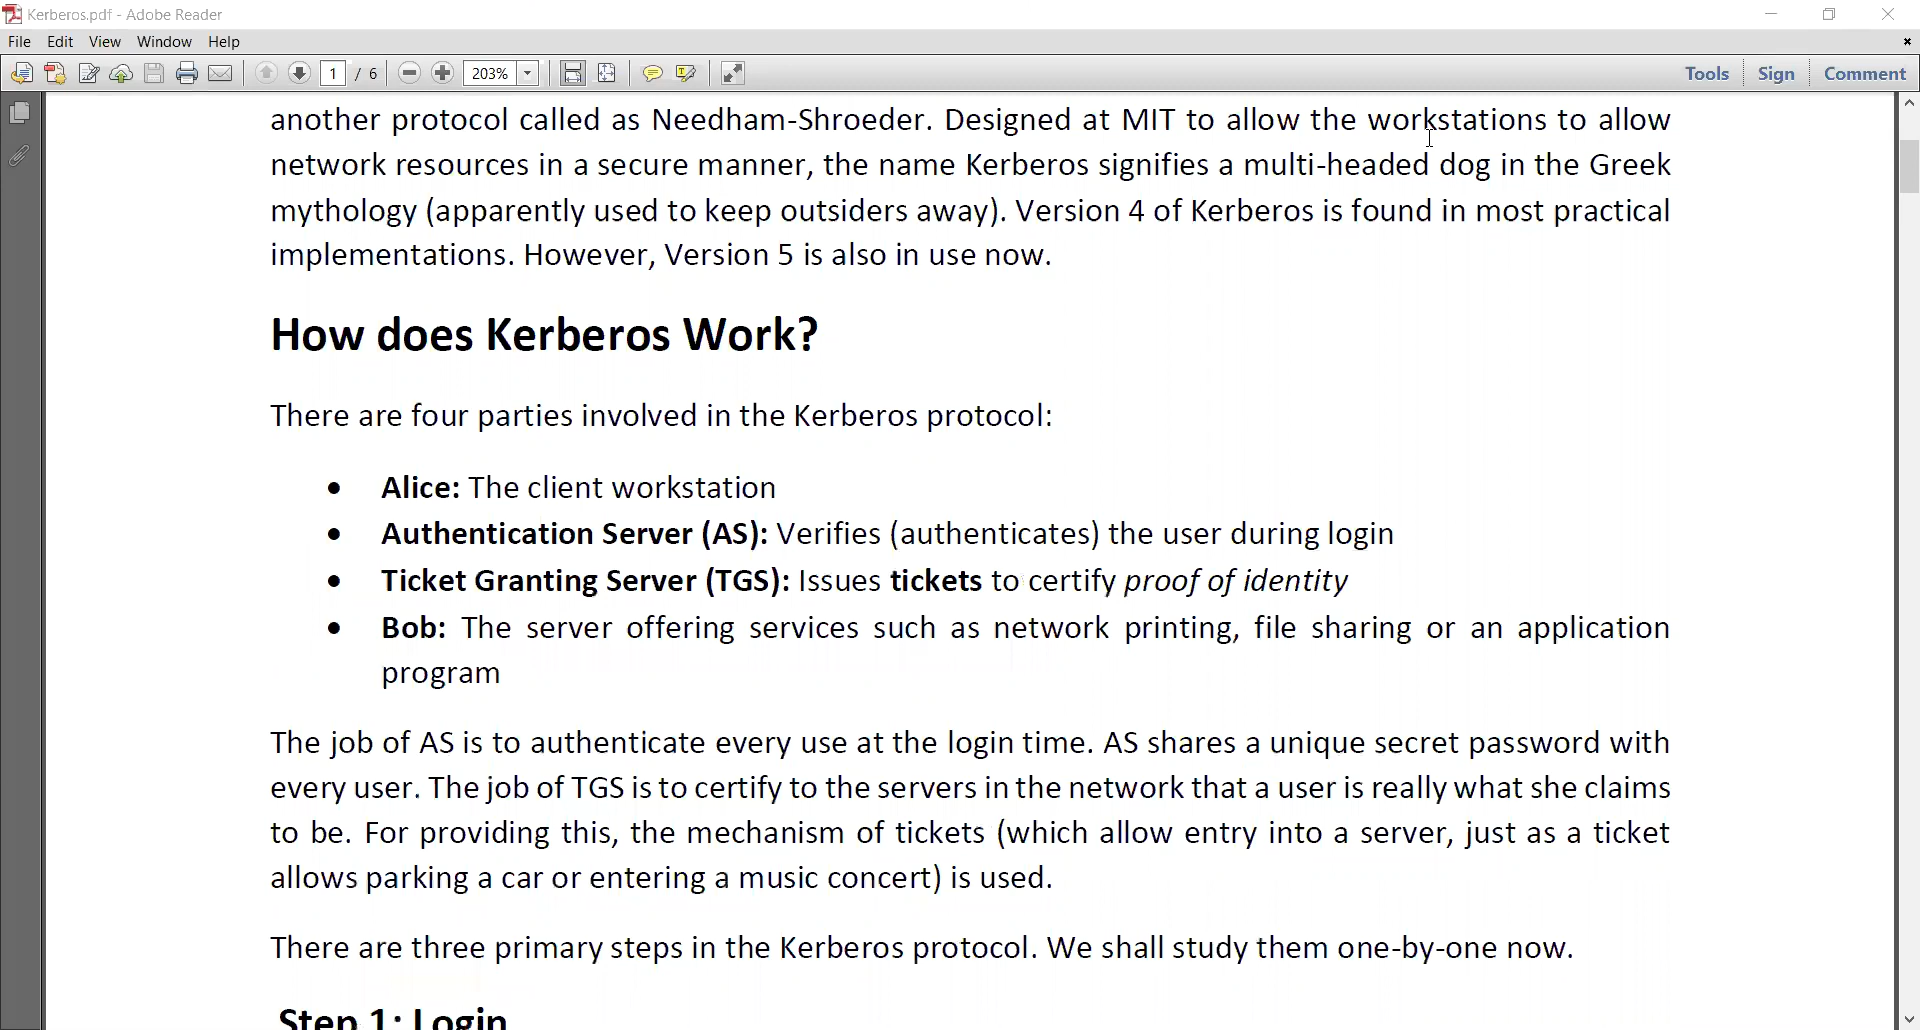 Kerberos.pdf - Adobe Reader
File Edit View Window Help
1 / 6 203% Tools Sign Comment
another protocol called as Needham-Shroeder. Designed at MIT to allow the workstations to allow
network resources in a secure manner, the name Kerberos signifies a multi-headed dog in the Greek
mythology (apparently used to keep outsiders away). Version 4 of Kerberos is found in most practical
implementations. However, Version 5 is also in use now.
How does Kerberos Work?
There are four parties involved in the Kerberos protocol:
• Alice: The client workstation
• Authentication Server (AS): Verifies (authenticates) the user during login
• Ticket Granting Server (TGS): Issues tickets to certify proof of identity
• Bob: The server offering services such as network printing, file sharing or an application
program
The job of AS is to authenticate every use at the login time. AS shares a unique secret password with
every user. The job of TGS is to certify to the servers in the network that a user is really what she claims
to be. For providing this, the mechanism of tickets (which allow entry into a server, just as a ticket
allows parking a car or entering a music concert) is used.
There are three primary steps in the Kerberos protocol. We shall study them one-by-one now.
Step 1: Login